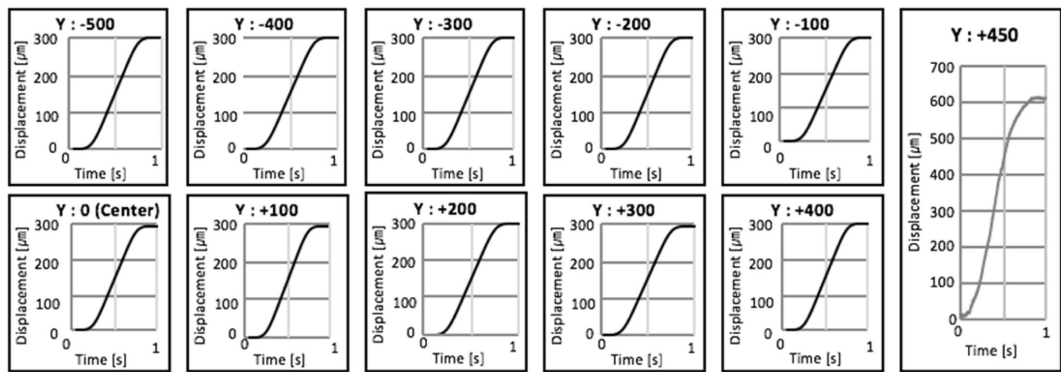 Y : -500
Displacement [μm]
300
200
100
0
0
1
Time [s]
Y : -400
Displacement [μm]
300
200
100
0
0
1
Time [s]
Y : -300
Displacement [μm]
300
200
100
0
0
1
Time [s]
Y : -200
Displacement [μm]
300
200
100
0
0
1
Time [s]
Y : -100
Displacement [μm]
300
200
100
0
0
1
Time [s]
Y : +450
Displacement [μm]
700
600
500
400
300
200
100
0
0
1
Time [s]
Y : 0 (Center)
Displacement [μm]
300
200
100
0
0
1
Time [s]
Y : +100
Displacement [μm]
300
200
100
0
0
1
Time [s]
Y : +200
Displacement [μm]
300
200
100
0
0
1
Time [s]
Y : +300
Displacement [μm]
300
200
100
0
0
1
Time [s]
Y : +400
Displacement [μm]
300
200
100
0
0
1
Time [s]